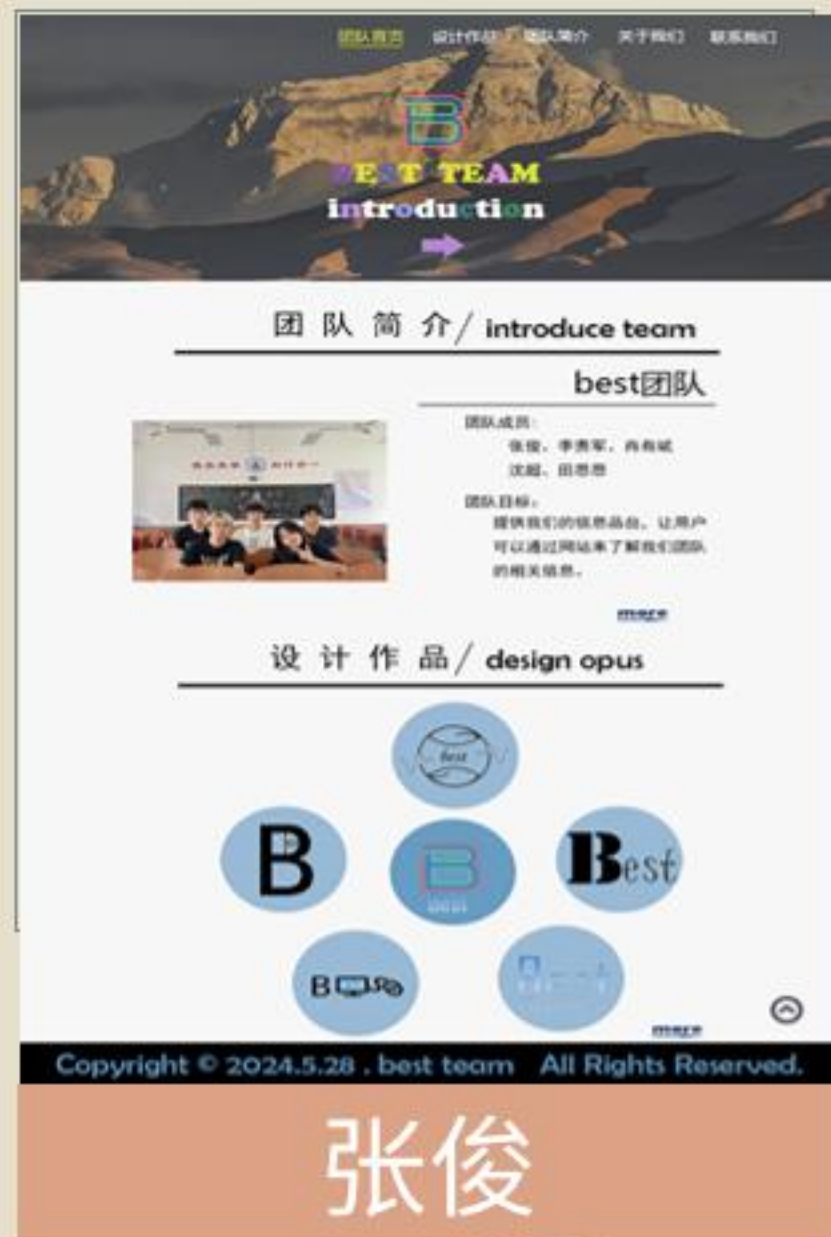 团队首页 设计作品 团队简介 关于我们 联系我们
B
BEST TEAM
introduction
团队简介/ introduce team
best团队
团队成员：
张俊、李勇军、肖有斌
沈超、田思思
团队目标：
提供我们的信息品台，让用户
可以通过网站来了解我们团队
的相关信息。
more
设计作品/ design opus
best
B
B
Best
B
more
Copyright © 2024.5.28 . best team All Rights Reserved.
张俊